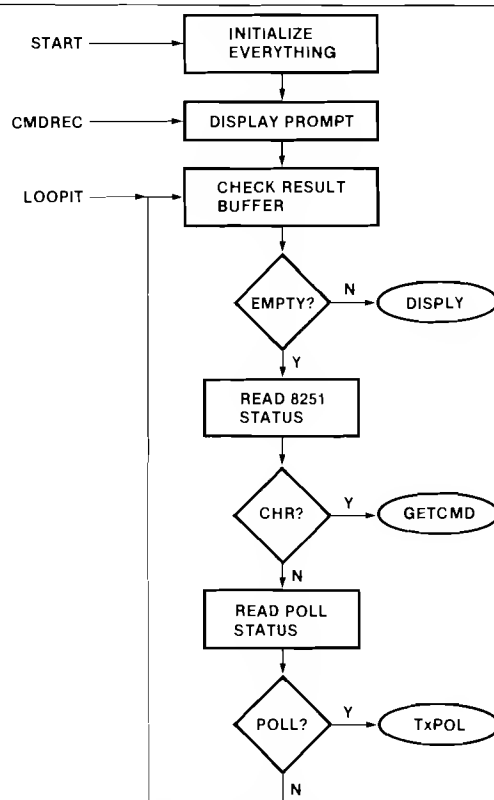 START
INITIALIZE
EVERYTHING
CMDREC
DISPLAY PROMPT
LOOPIT
CHECK RESULT
BUFFER
EMPTY?
N
DISPLY
Y
READ 8251
STATUS
CHR?
Y
GETCMD
N
READ POLL
STATUS
POLL?
Y
TxPOL
N